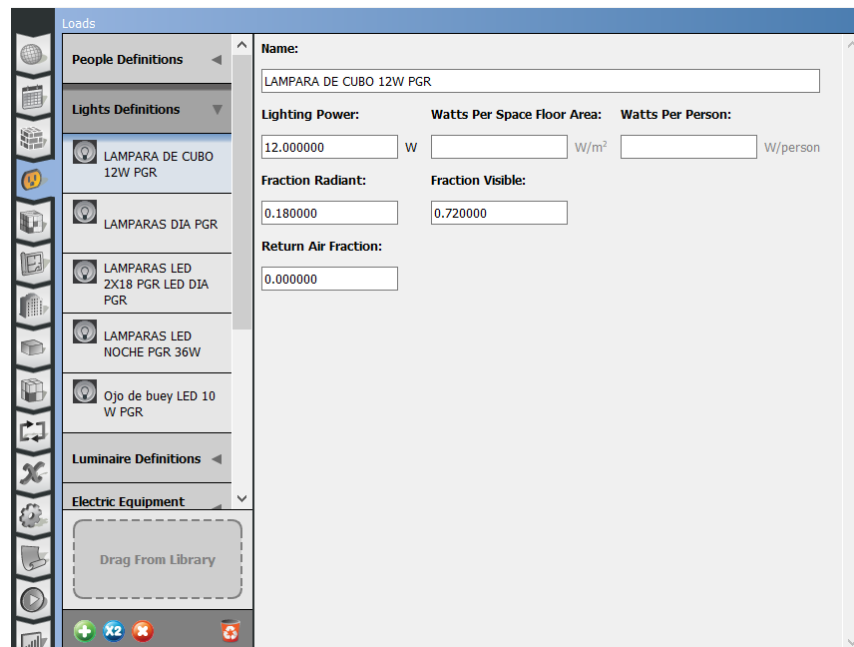 Loads
People Definitions
Lights Definitions
LAMPARA DE CUBO
12W PGR
LAMPARAS DIA PGR
LAMPARAS LED
2X18 PGR LED DIA
PGR
LAMPARAS LED
NOCHE PGR 36W
Ojo de buey LED 10
W PGR
Luminaire Definitions
Electric Equipment
Drag From Library
X2
Name:
LAMPARA DE CUBO 12W PGR
Lighting Power: Watts Per Space Floor Area: Watts Per Person:
12.000000 W W/m² W/person
Fraction Radiant: Fraction Visible:
0.180000 0.720000
Return Air Fraction:
0.000000